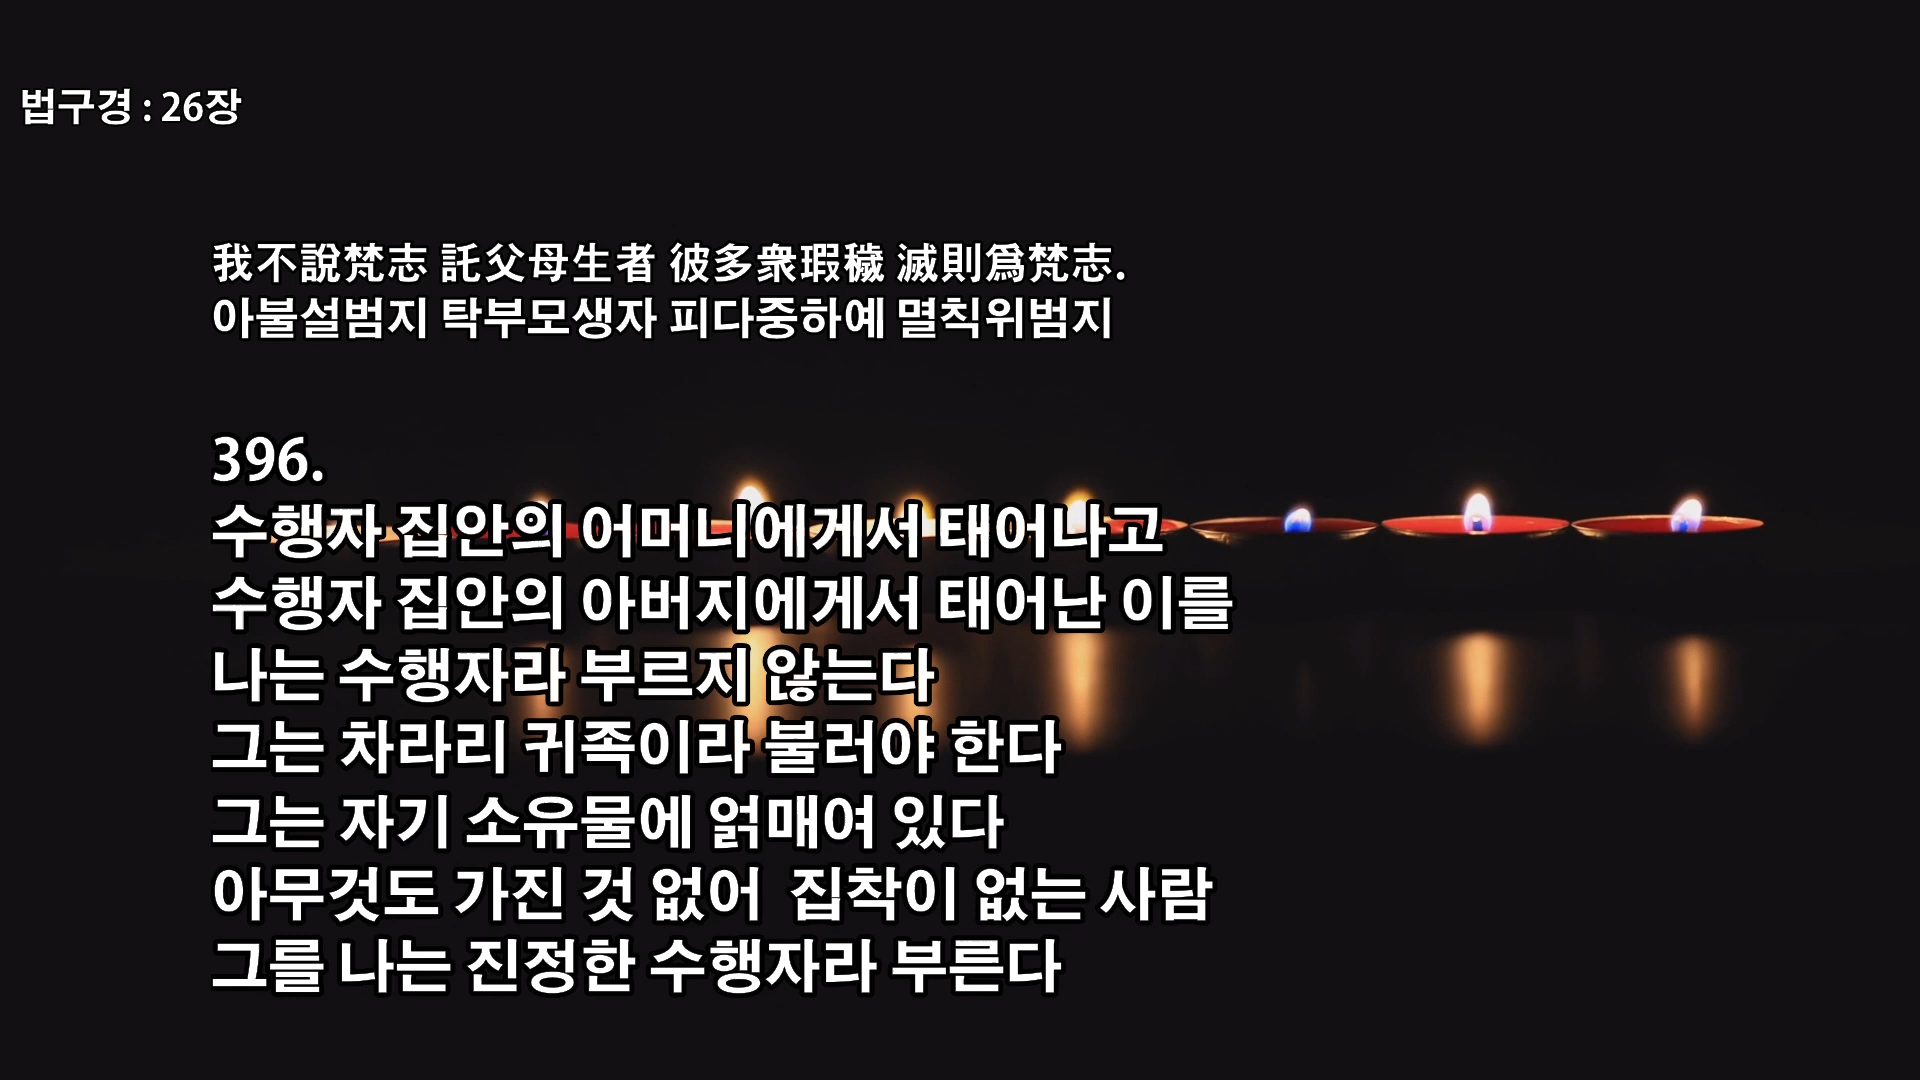 법구경 : 26장
我不說梵志 託父母生者 彼多衆瑕穢 滅則爲梵志.
아불설범지 탁부모생자 피다중하예 멸칙위범지
396.
수행자 집안의 어머니에게서 태어나고
수행자 집안의 아버지에게서 태어난 이를
나는 수행자라 부르지 않는다
그는 차라리 귀족이라 불러야 한다
그는 자기 소유물에 얽매여 있다
아무것도 가진 것 없어  집착이 없는 사람
그를 나는 진정한 수행자라 부른다